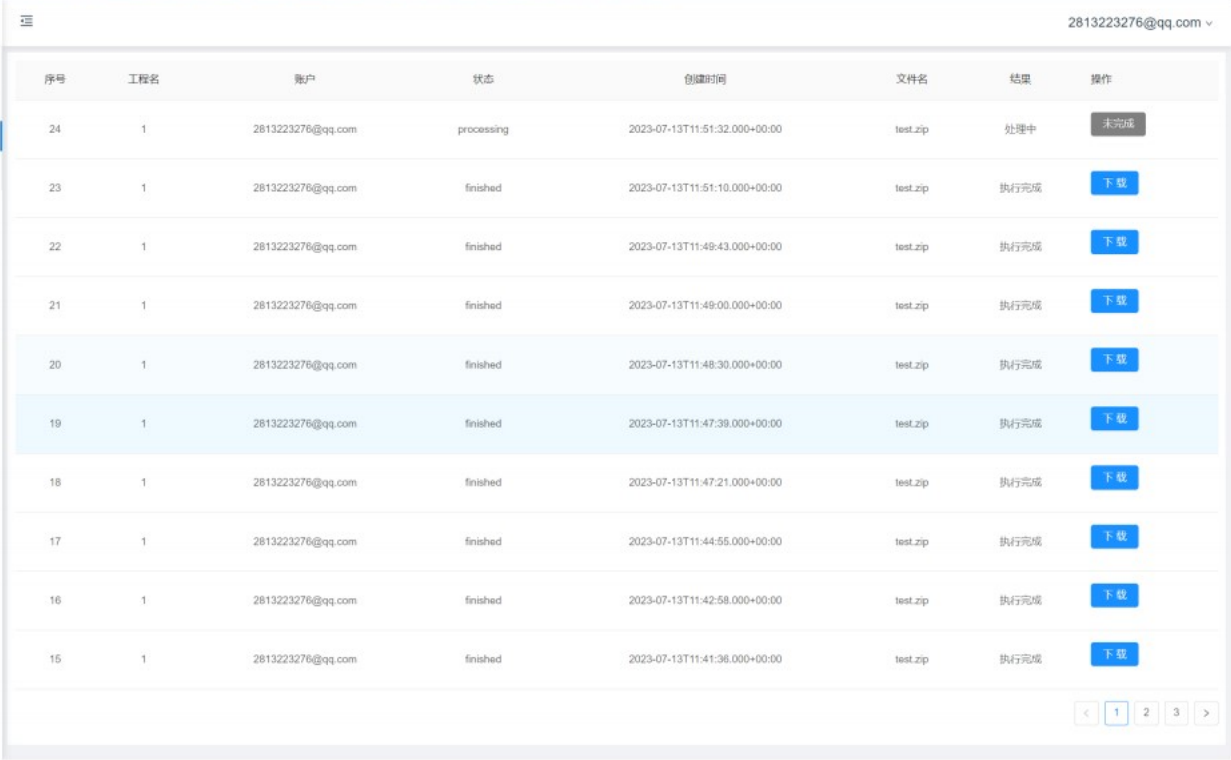 2813223276@qq.com
序号 工程名 账户 状态 创建时间 文件名 结果 操作
24 1 2813223276@qq.com processing 2023-07-13T11:51:32.000+00:00 test.zip 处理中 未完成
23 1 2813223276@qq.com finished 2023-07-13T11:51:10.000+00:00 test.zip 执行完成 下载
22 1 2813223276@qq.com finished 2023-07-13T11:49:43.000+00:00 test.zip 执行完成 下载
21 1 2813223276@qq.com finished 2023-07-13T11:49:00.000+00:00 test.zip 执行完成 下载
20 1 2813223276@qq.com finished 2023-07-13T11:48:30.000+00:00 test.zip 执行完成 下载
19 1 2813223276@qq.com finished 2023-07-13T11:47:39.000+00:00 test.zip 执行完成 下载
18 1 2813223276@qq.com finished 2023-07-13T11:47:21.000+00:00 test.zip 执行完成 下载
17 1 2813223276@qq.com finished 2023-07-13T11:44:55.000+00:00 test.zip 执行完成 下载
16 1 2813223276@qq.com finished 2023-07-13T11:42:58.000+00:00 test.zip 执行完成 下载
15 1 2813223276@qq.com finished 2023-07-13T11:41:36.000+00:00 test.zip 执行完成 下载
< 1 2 3 >